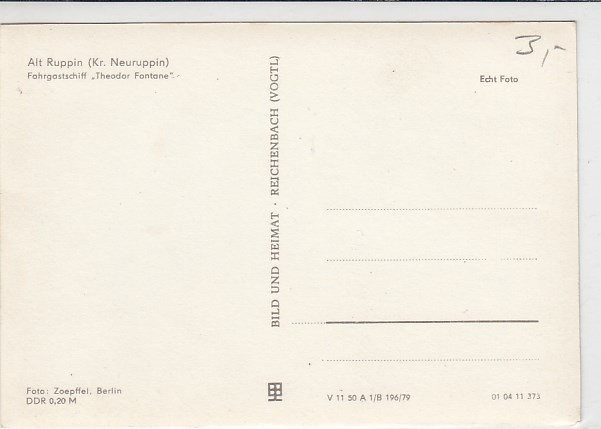 Alt Ruppin (Kr. Neuruppin)
Fahrgastschiff „Theodor Fontane"
3,-
Echt Foto
BILD UND HEIMAT · REICHENBACH (VOGTL)
Foto: Zoepffel, Berlin
DDR 0,20 M
V 11 50 A 1/B 196/79
01 04 11 373